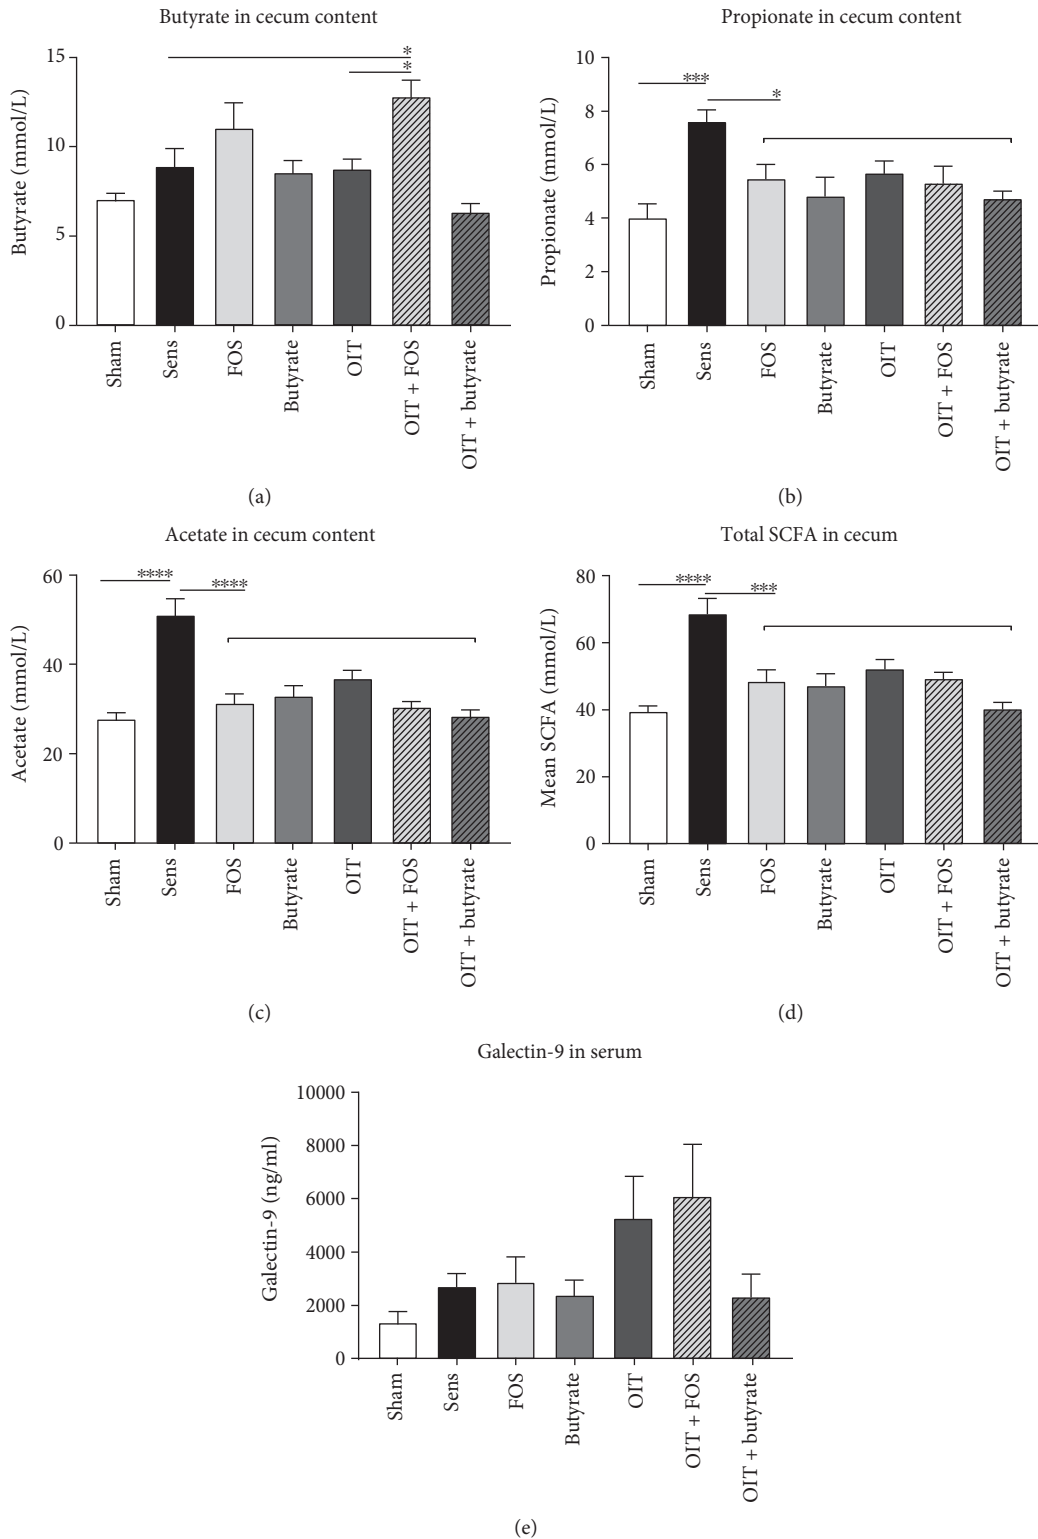 Butyrate in cecum content
Butyrate (mmol/L)
15
10
5
0
*
*
Sham
Sens
FOS
Butyrate
OIT
OIT + FOS
OIT + butyrate
(a)
Propionate in cecum content
Propionate (mmol/L)
10
8
6
4
2
0
***
*
Sham
Sens
FOS
Butyrate
OIT
OIT + FOS
OIT + butyrate
(b)
Acetate in cecum content
Acetate (mmol/L)
60
40
20
0
****
****
Sham
Sens
FOS
Butyrate
OIT
OIT + FOS
OIT + butyrate
(c)
Total SCFA in cecum
Mean SCFA (mmol/L)
80
60
40
20
0
****
***
Sham
Sens
FOS
Butyrate
OIT
OIT + FOS
OIT + butyrate
(d)
Galectin-9 in serum
Galectin-9 (ng/ml)
10000
8000
6000
4000
2000
0
Sham
Sens
FOS
Butyrate
OIT
OIT + FOS
OIT + butyrate
(e)